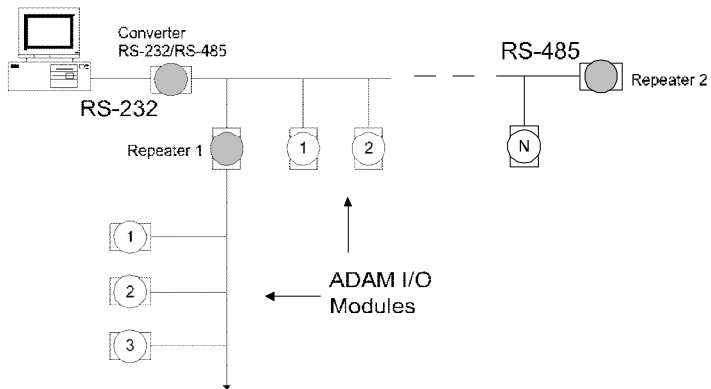 Converter
RS-232/RS-485
RS-232
RS-485
Repeater 2
Repeater 1
1
2
N
1
2
3
ADAM I/O
Modules